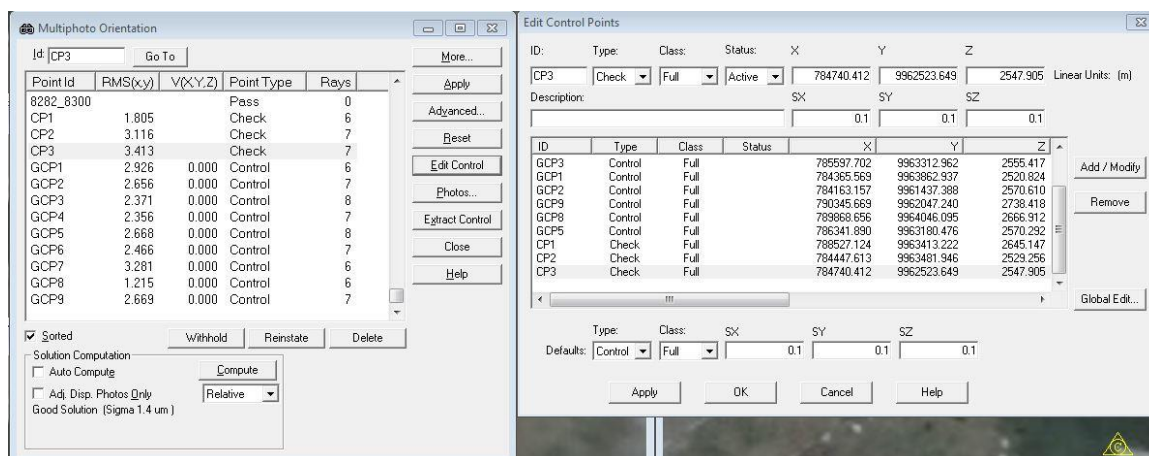 Multiphoto Orientation
Id: CP3 Go To
Point Id RMS(x,y) V(X,Y,Z) Point Type Rays
8282_8300 Pass 0
CP1 1.805 Check 6
CP2 3.116 Check 7
CP3 3.413 Check 7
GCP1 2.926 0.000 Control 6
GCP2 2.656 0.000 Control 7
GCP3 2.371 0.000 Control 8
GCP4 2.356 0.000 Control 7
GCP5 2.668 0.000 Control 8
GCP6 2.466 0.000 Control 7
GCP7 3.281 0.000 Control 6
GCP8 1.215 0.000 Control 6
GCP9 2.669 0.000 Control 7
More...
Apply
Advanced...
Reset
Edit Control
Photos...
Extract Control
Close
Help
Sorted Withhold Reinstate Delete
Solution Computation
Auto Compute Compute
Adj. Disp. Photos Only Relative
Good Solution (Sigma 1.4 um )
Edit Control Points
ID: Type: Class: Status: X Y Z
CP3 Check Full Active 784740.412 9962523.649 2547.905 Linear Units: (m)
Description: SX SY SZ
0.1 0.1 0.1
ID Type Class Status X Y Z
GCP3 Control Full 785597.702 9963312.962 2555.417
GCP1 Control Full 784365.569 9963862.937 2520.824
GCP2 Control Full 784163.157 9961437.388 2570.610
GCP9 Control Full 790345.669 9962047.240 2738.418
GCP8 Control Full 789868.656 9964046.095 2666.912
GCP5 Control Full 786341.890 9963180.476 2570.292
CP1 Check Full 788527.124 9963413.222 2645.147
CP2 Check Full 784447.613 9963481.946 2529.256
CP3 Check Full 784740.412 9962523.649 2547.905
Add / Modify
Remove
Global Edit...
Type: Class: SX SY SZ
Defaults: Control Full 0.1 0.1 0.1
Apply OK Cancel Help